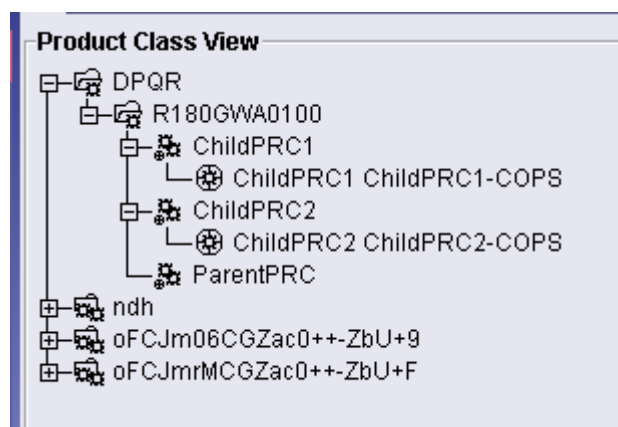 Product Class View
DPQR
R180GWA0100
ChildPRC1
ChildPRC1 ChildPRC1-COPS
ChildPRC2
ChildPRC2 ChildPRC2-COPS
ParentPRC
ndh
oFCJm06CGZac0++-ZbU+9
oFCJmrMCGZac0++-ZbU+F